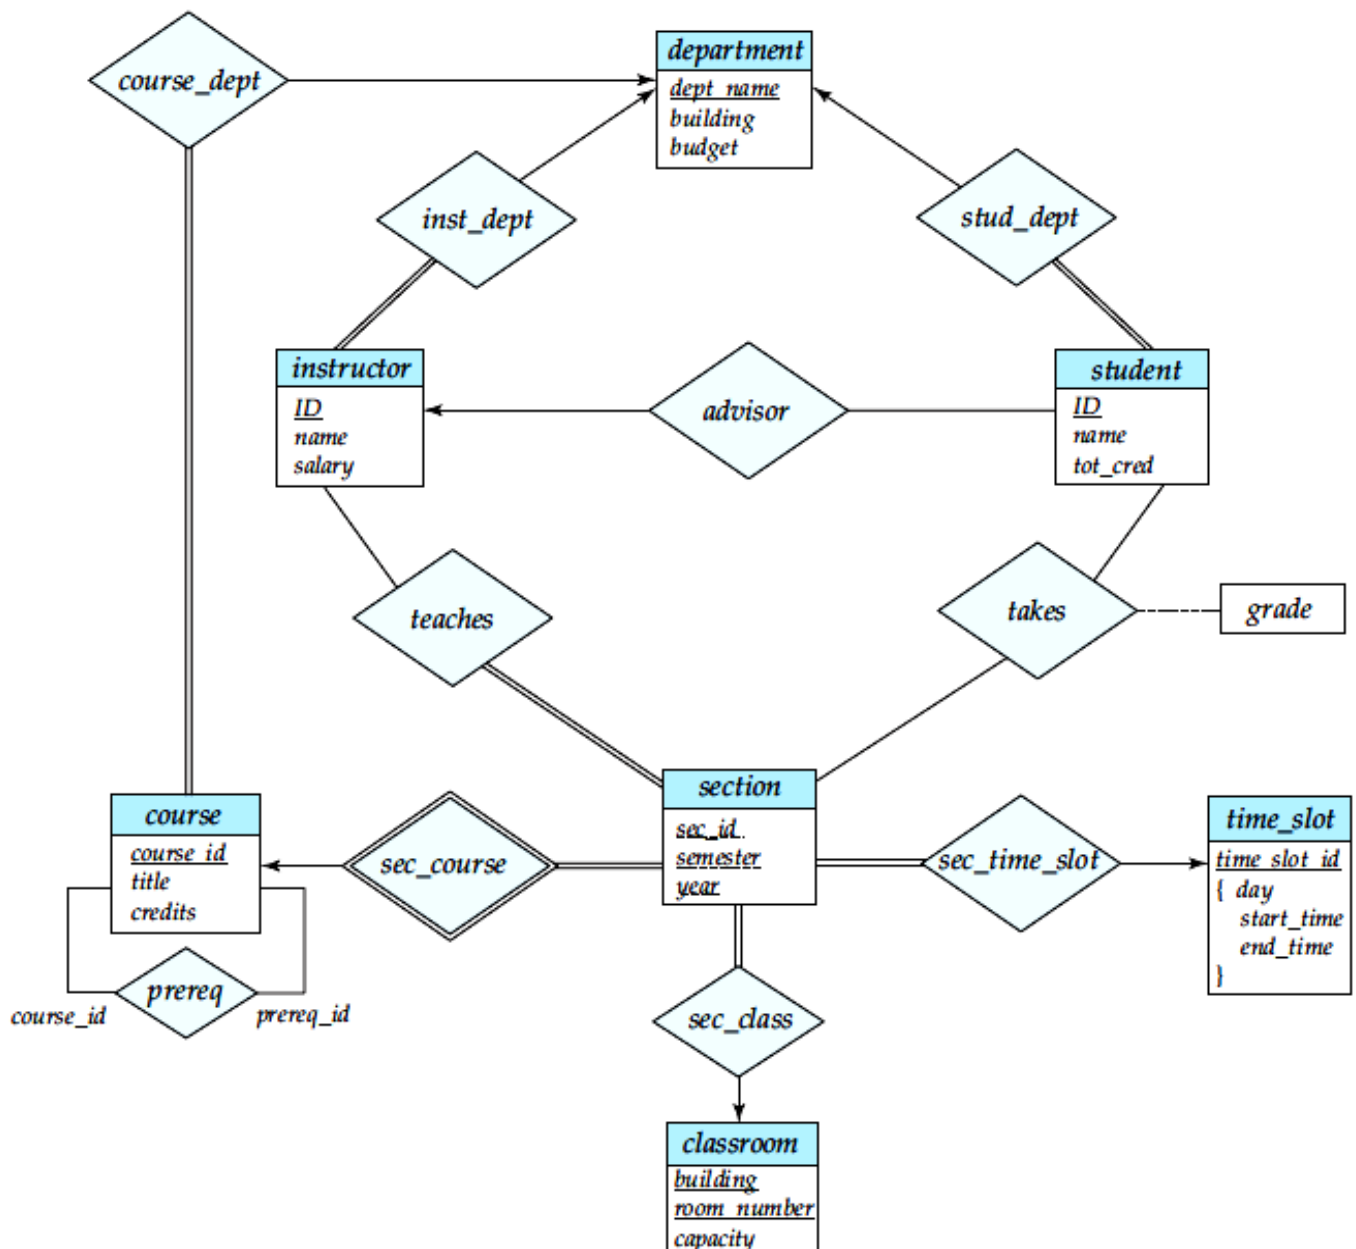 department
dept_name
building
budget
course_dept
inst_dept
stud_dept
instructor
ID
name
salary
advisor
student
ID
name
tot_cred
teaches
takes
grade
section
sec_id
semester
year
course
course_id
title
credits
sec_course
sec_time_slot
time_slot
time_slot_id
{ day
start_time
end_time
}
prereq
course_id
prereq_id
sec_class
classroom
building
room_number
capacity